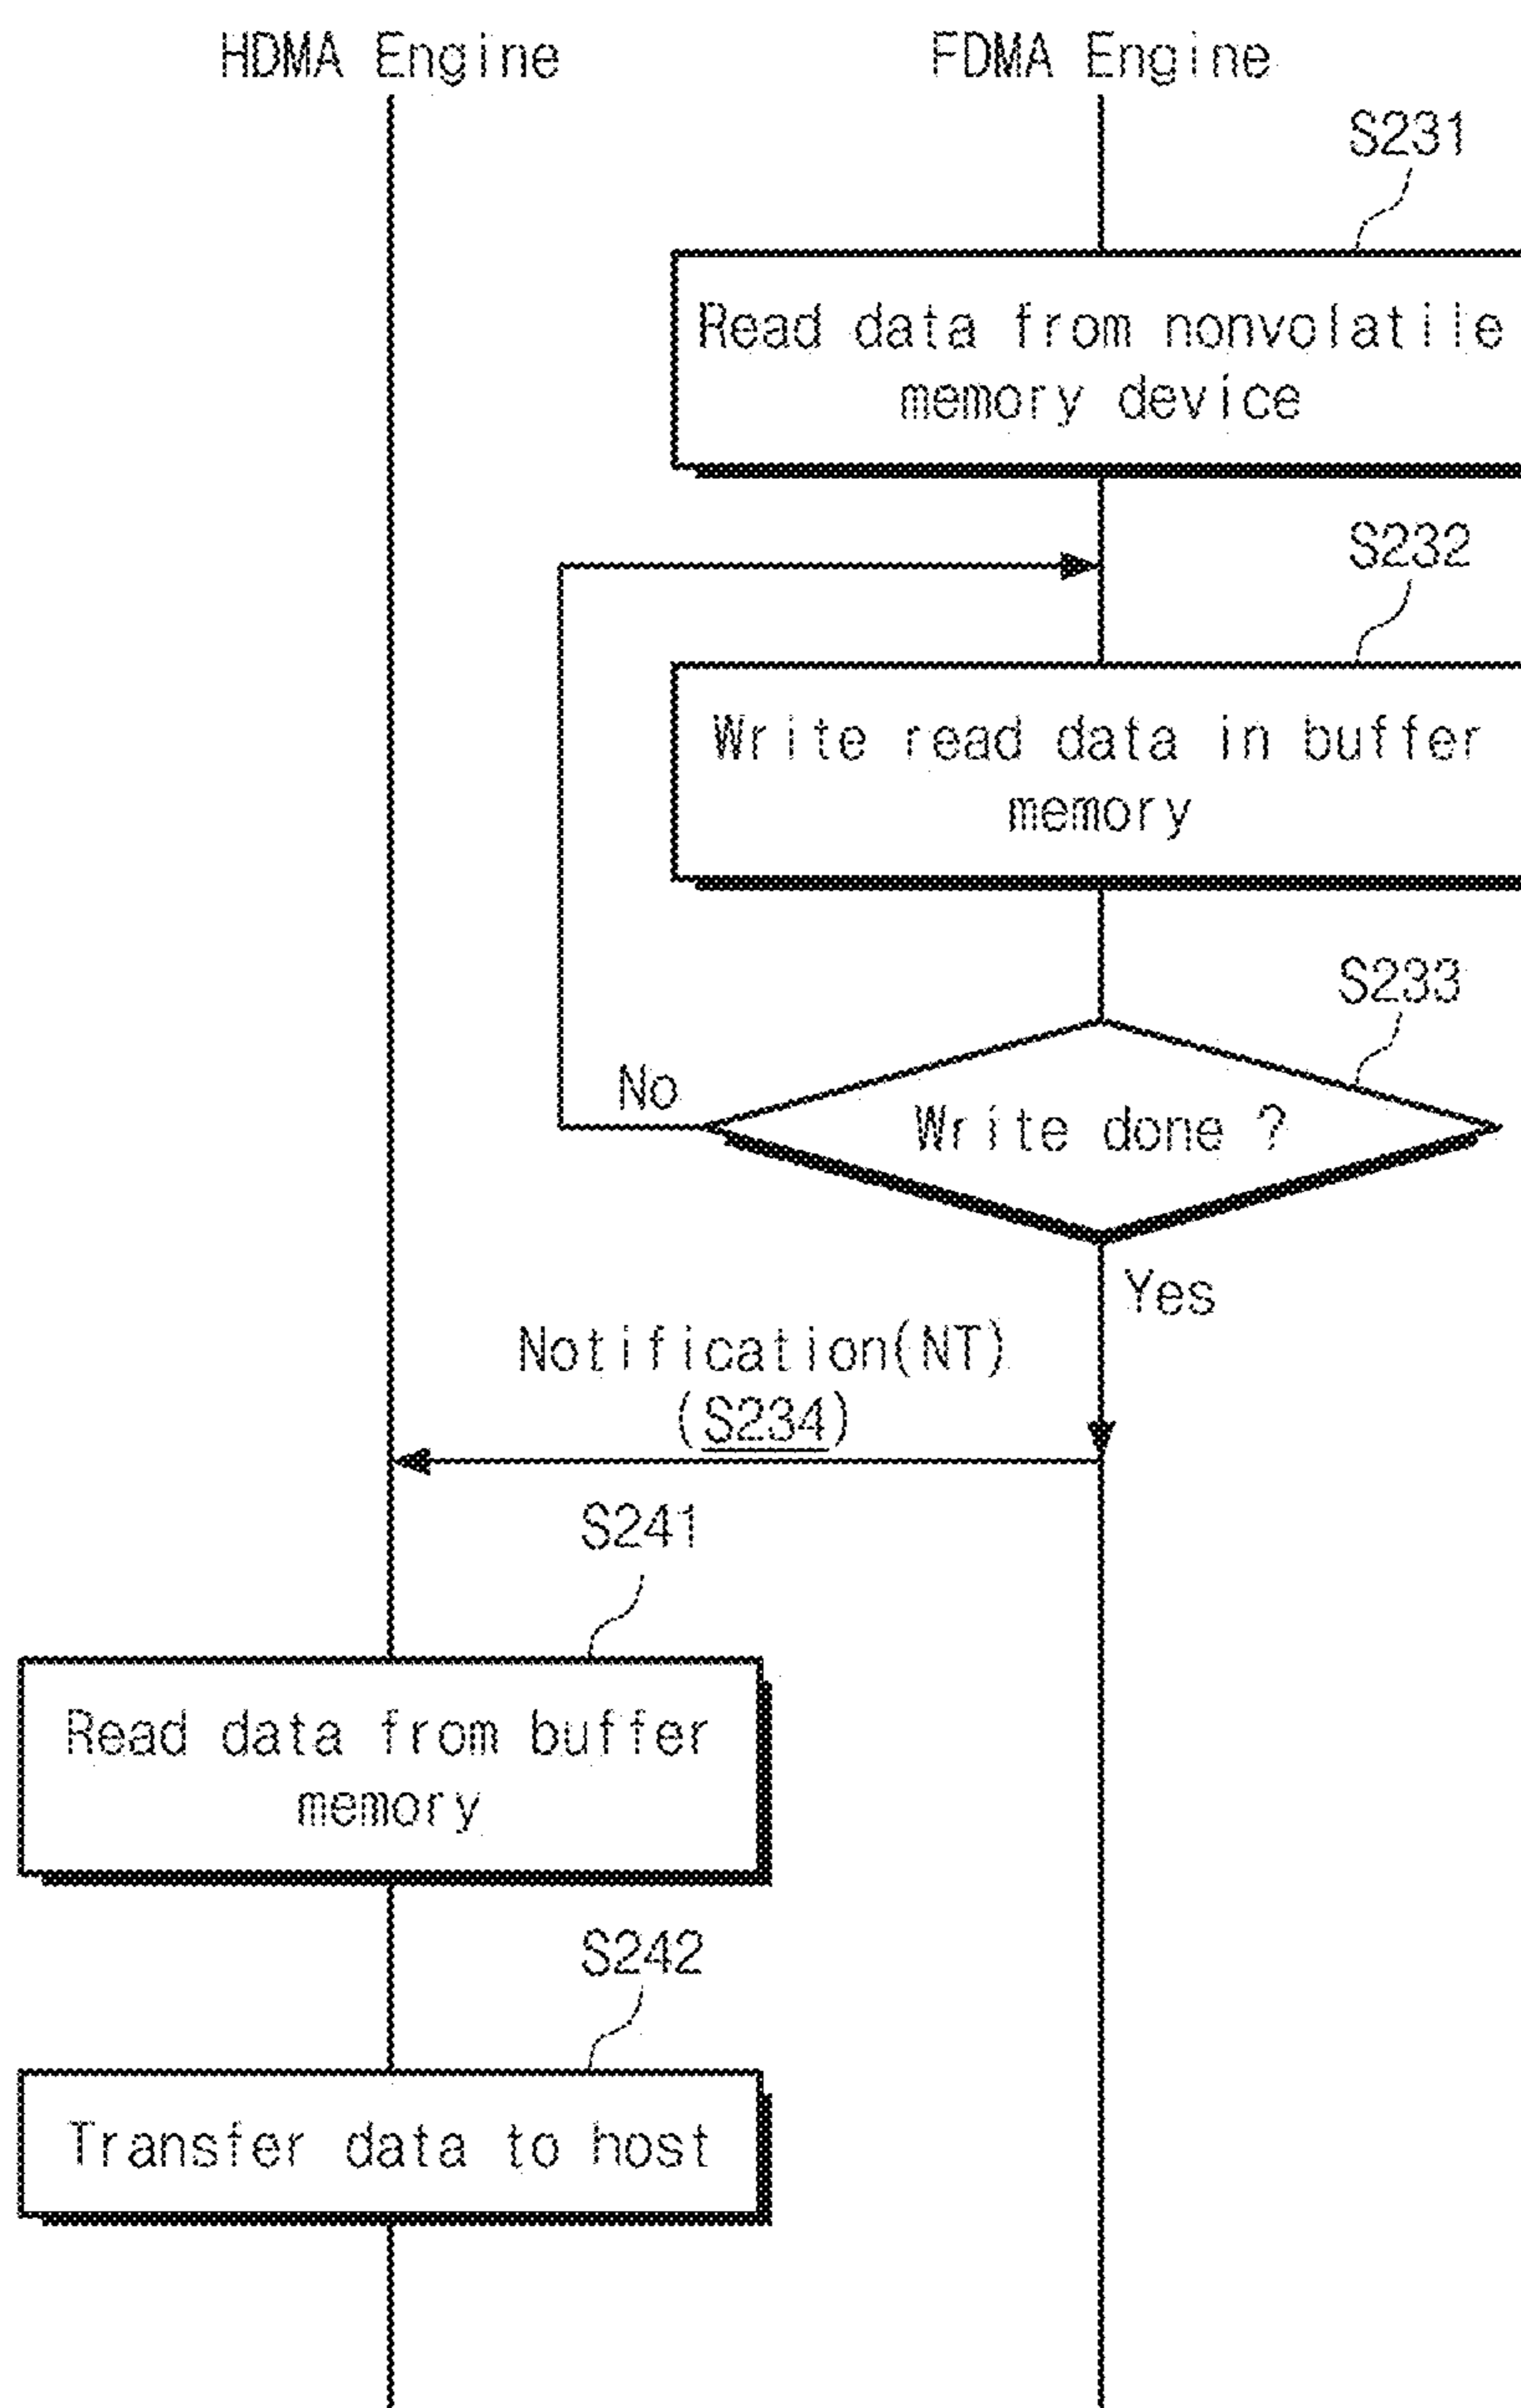 HDMA Engine
FDMA Engine
S231
Read data from nonvolatile
memory device
S232
Write read data in buffer
memory
S233
No
Write done ?
Yes
Notification(NT)
(S234)
S241
Read data from buffer
memory
S242
Transfer data to host